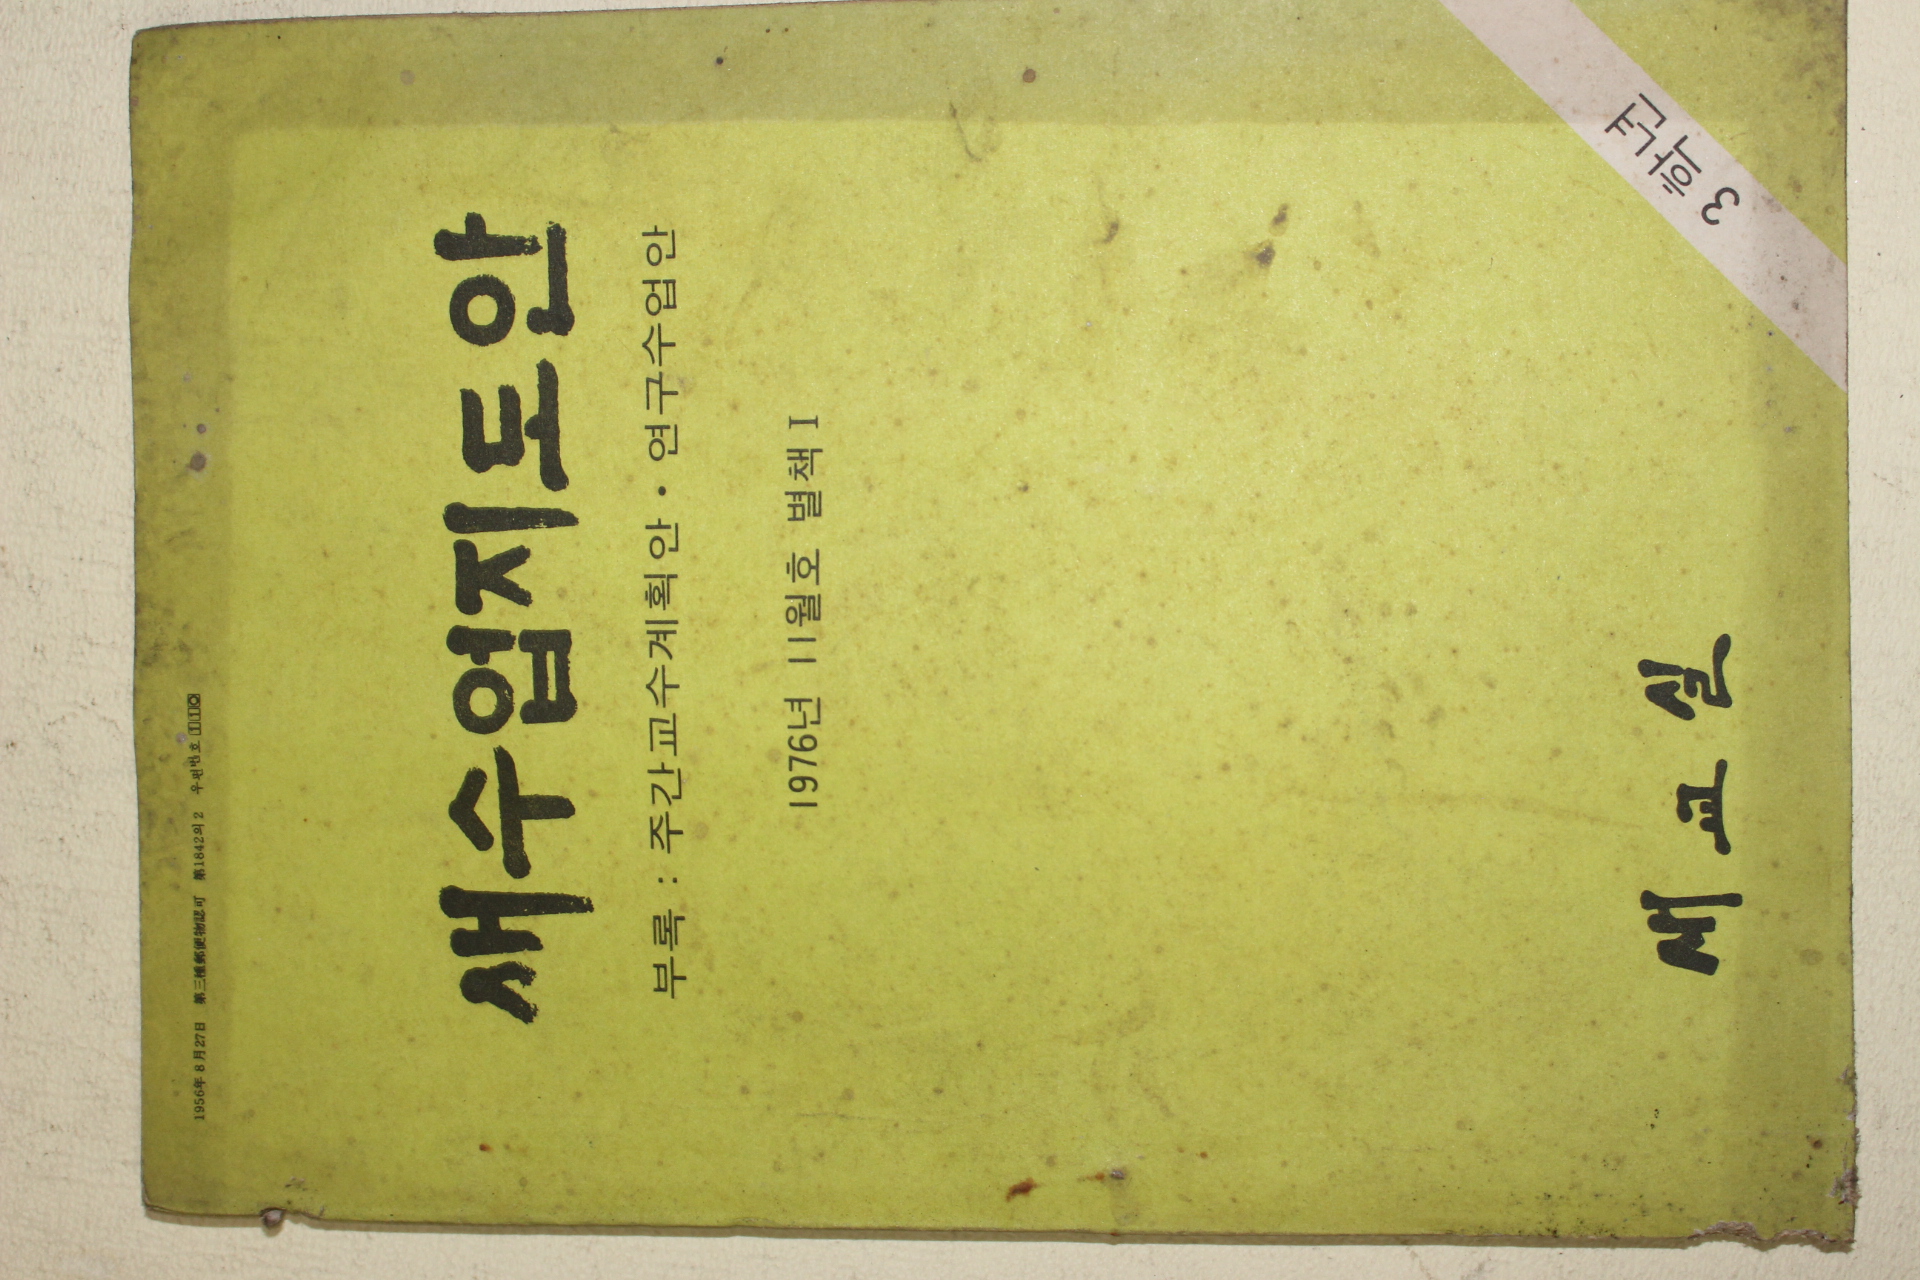 1956年 8月27日 第三種郵便物認可 第1842의 2 우편번호 110
새수업지도안
부록 : 주간교수계획안 · 연구수업안
1976년 11월호 별책 I
3 학년
새교실